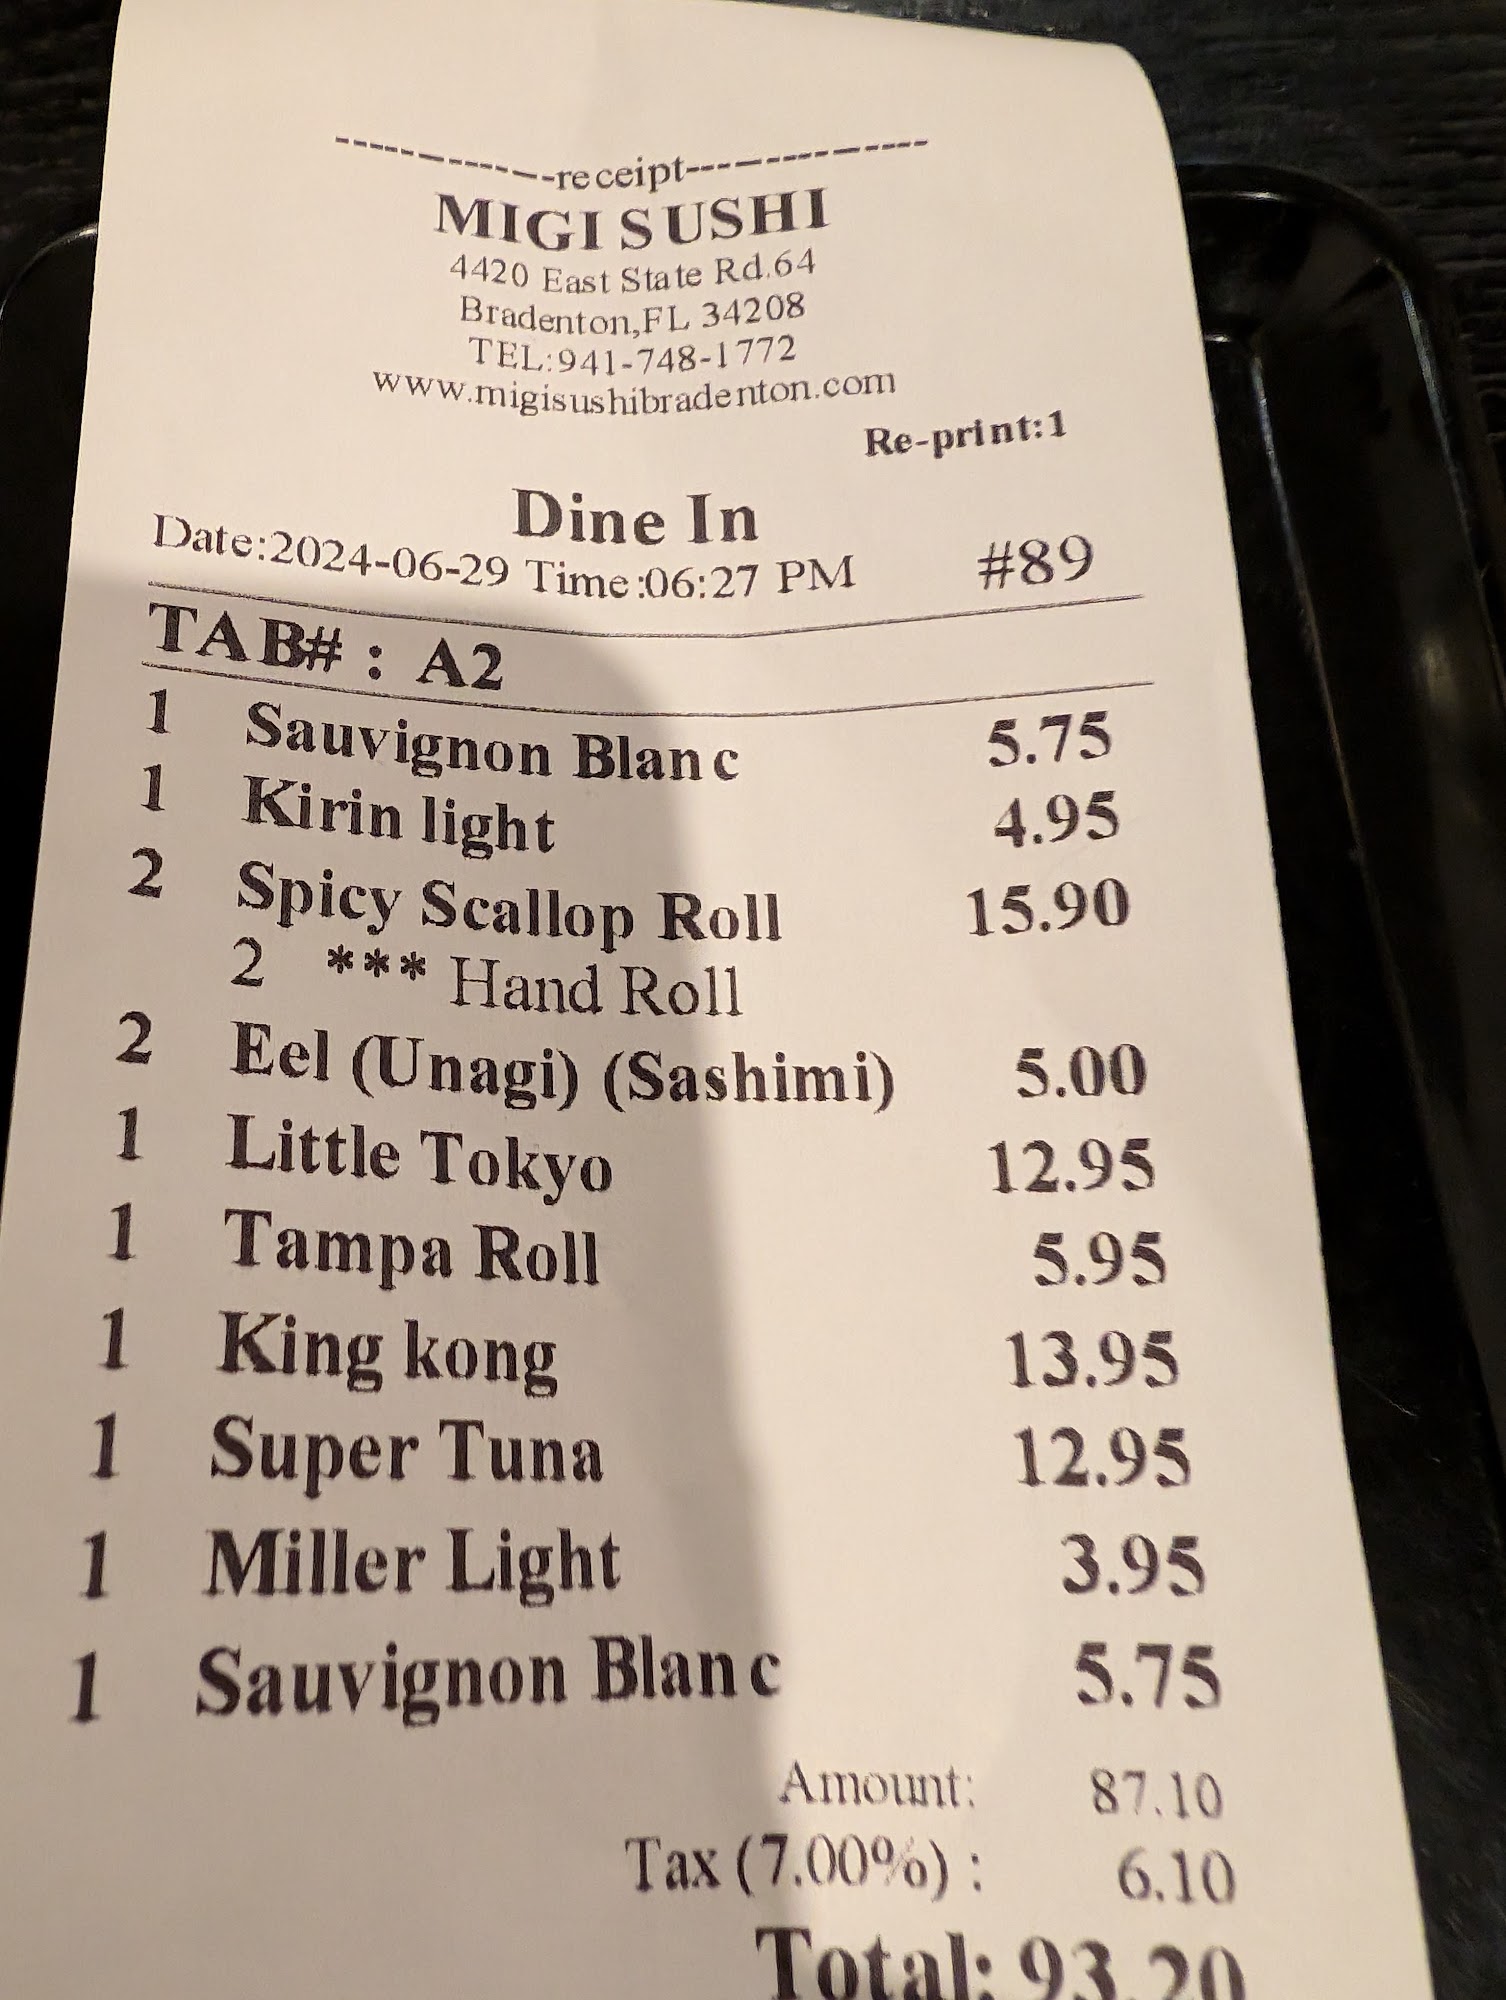 -------------receipt--------------
MIGI SUSHI
4420 East State Rd.64
Bradenton,FL 34208
TEL:941-748-1772
www.migisushibradenton.com
Re-print:1
Dine In
Date:2024-06-29 Time:06:27 PM #89
TAB# : A2
1 Sauvignon Blanc 5.75
1 Kirin light 4.95
2 Spicy Scallop Roll 15.90
2 *** Hand Roll
2 Eel (Unagi) (Sashimi) 5.00
1 Little Tokyo 12.95
1 Tampa Roll 5.95
1 King kong 13.95
1 Super Tuna 12.95
1 Miller Light 3.95
1 Sauvignon Blanc 5.75
Amount: 87.10
Tax (7.00%) : 6.10
Total: 93.20